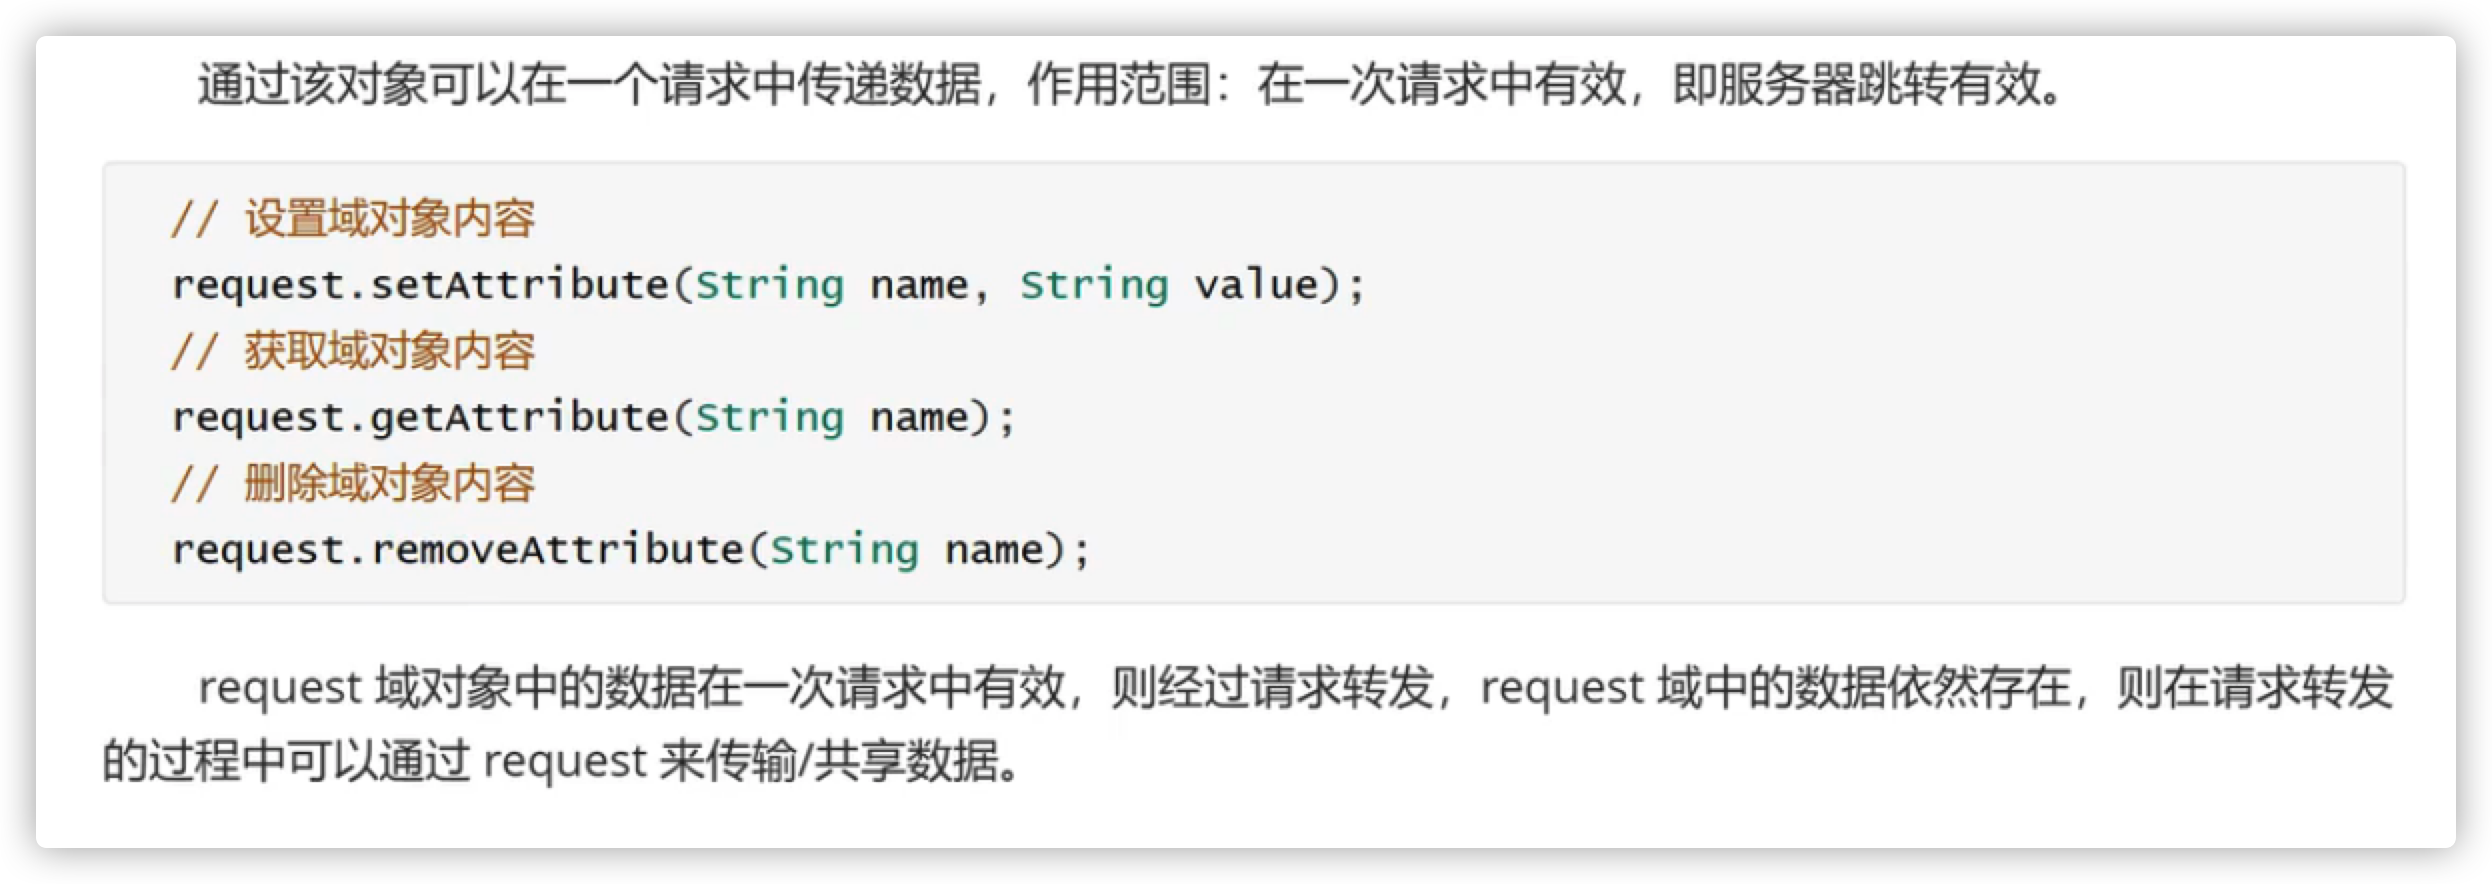 通过该对象可以在一个请求中传递数据，作用范围：在一次请求中有效，即服务器跳转有效。
// 设置域对象内容
request.setAttribute(String name, String value);
// 获取域对象内容
request.getAttribute(String name);
// 删除域对象内容
request.removeAttribute(String name);
request 域对象中的数据在一次请求中有效，则经过请求转发，request 域中的数据依然存在，则在请求转发
的过程中可以通过 request 来传输/共享数据。